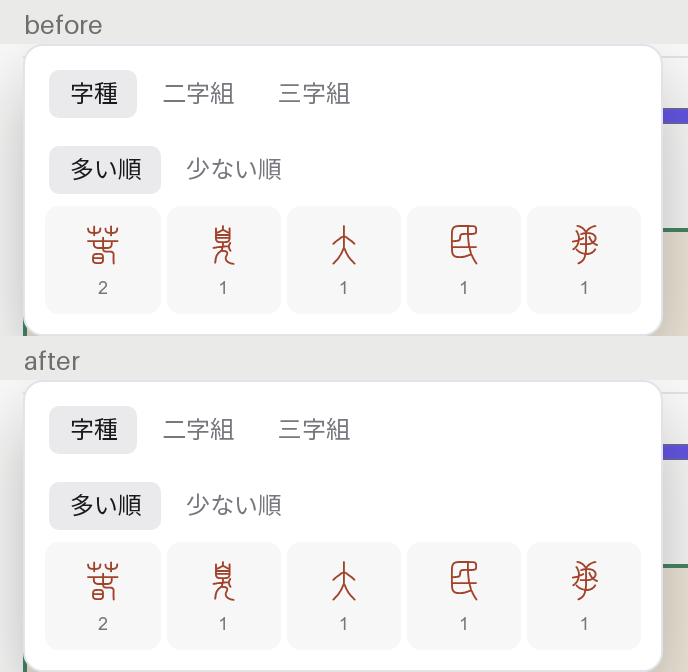 before
字種 二字組 三字組
多い順 少ない順
2 1 1 1 1
after
字種 二字組 三字組
多い順 少ない順
2 1 1 1 1